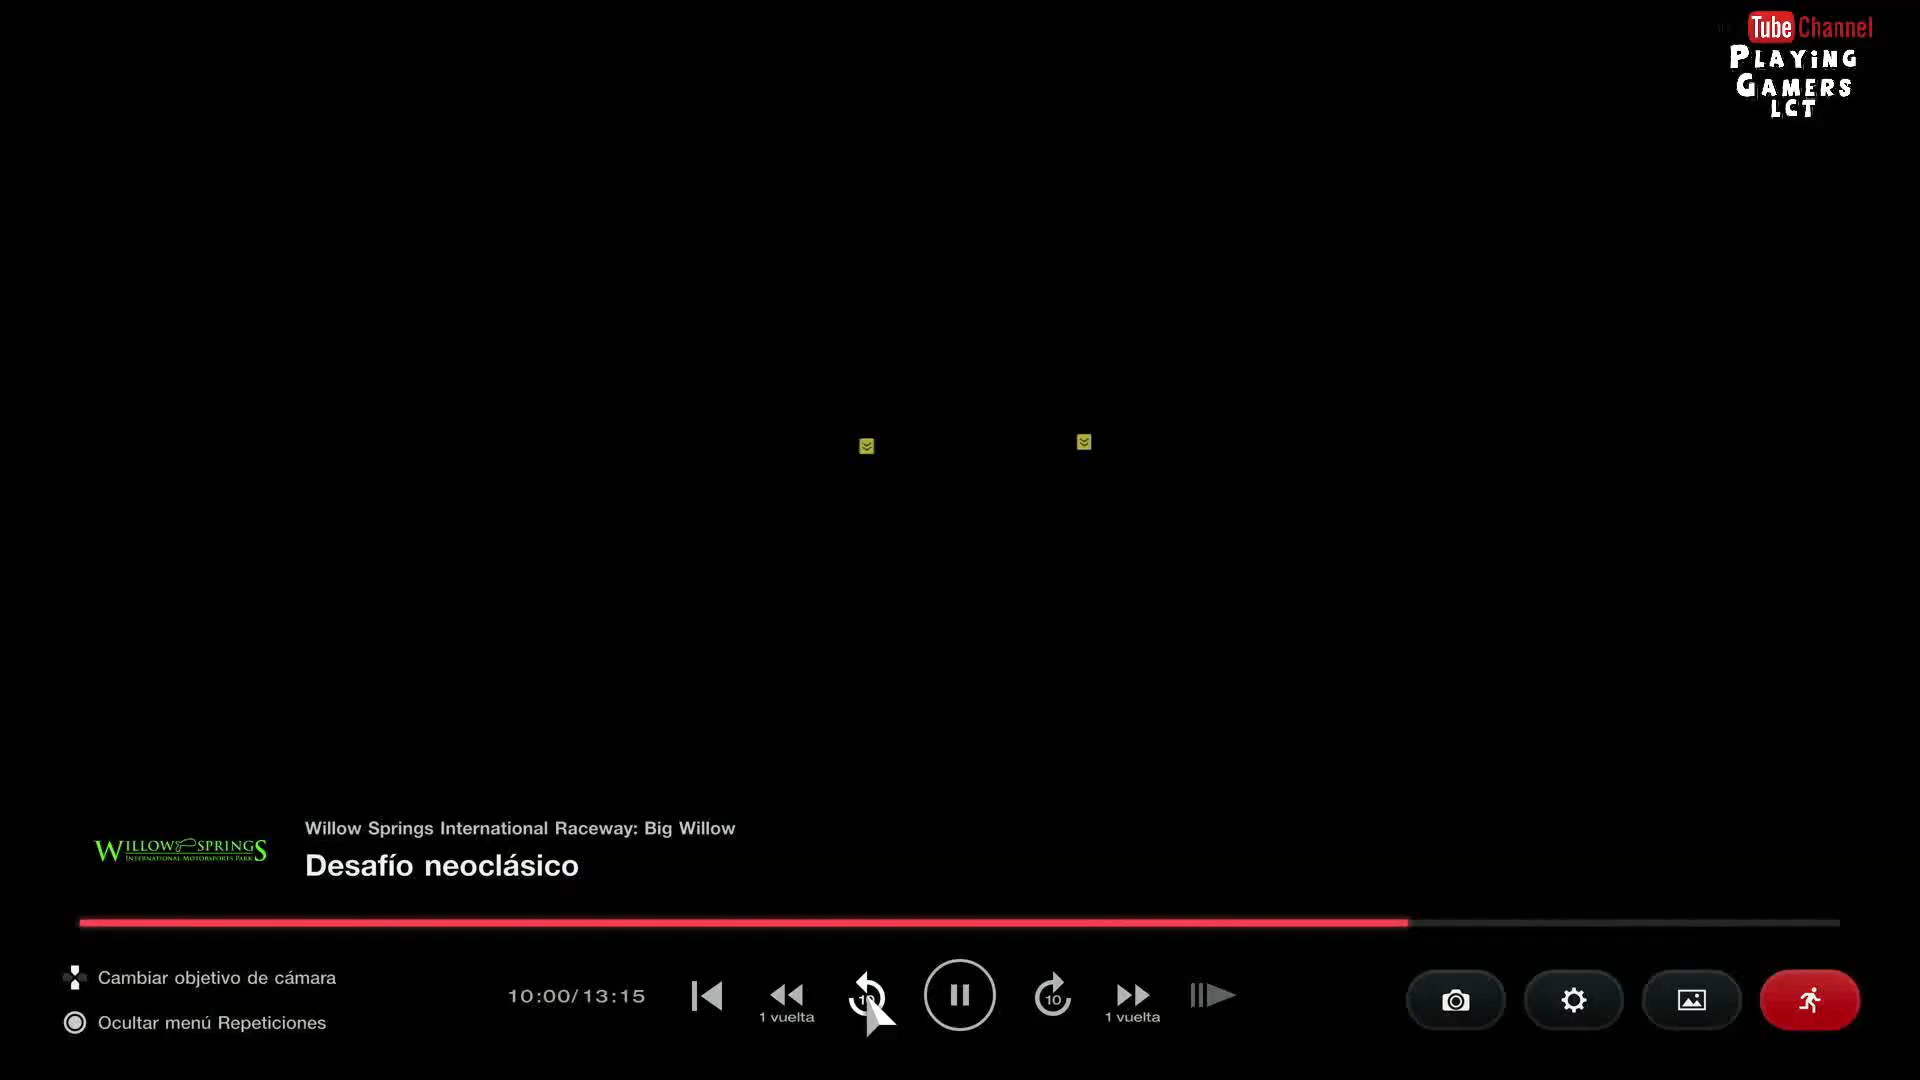 Tube Channel
PLAYING
GAMERS
LCT
Willow Springs International Raceway: Big Willow
WILLOW SPRINGS
INTERNATIONAL MOTORSPORTS PARK
Desafío neoclásico
Cambiar objetivo de cámara
Ocultar menú Repeticiones
10:00/13:15
1 vuelta
10
10
1 vuelta